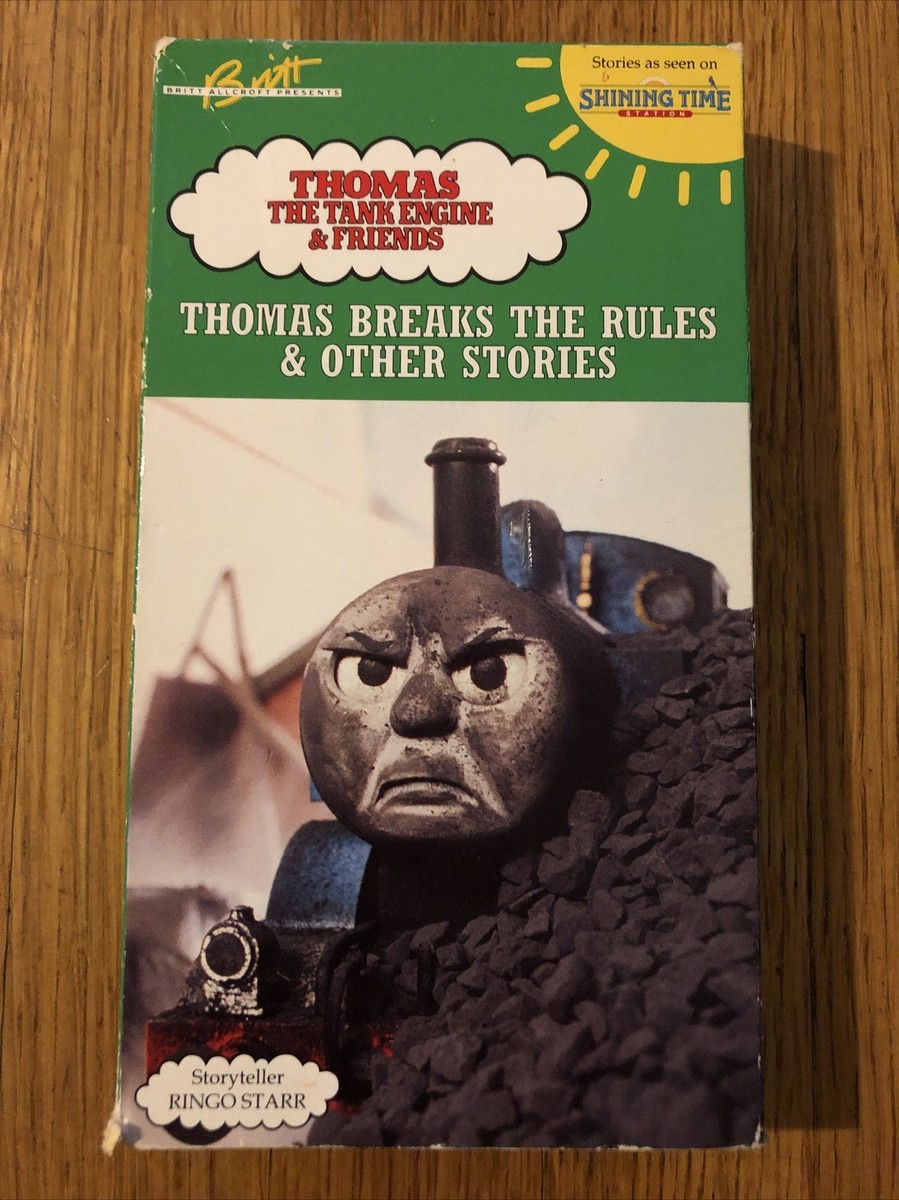 Britt
BRITT ALLCROFT PRESENTS
Stories as seen on
SHINING TIME
STATION
THOMAS
THE TANK ENGINE
& FRIENDS
THOMAS BREAKS THE RULES
& OTHER STORIES
Storyteller
RINGO STARR